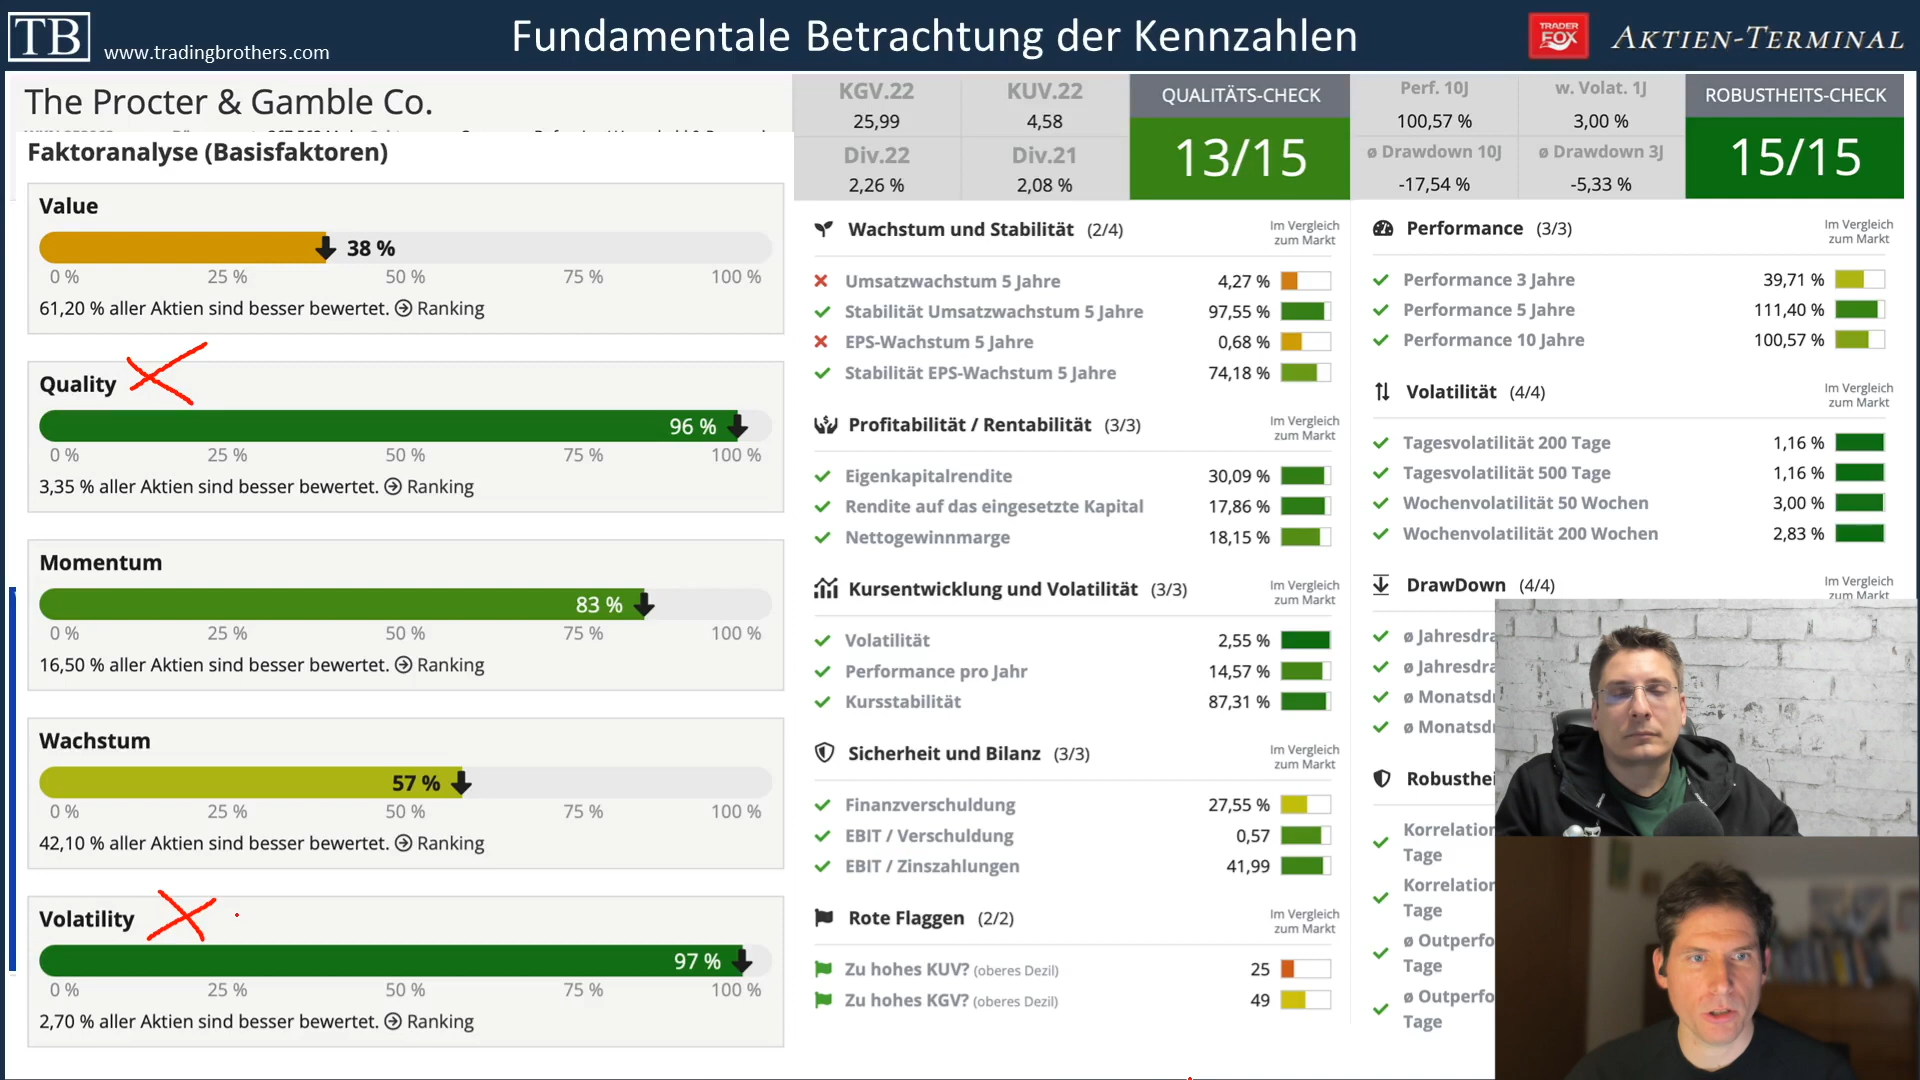 TB
www.tradingbrothers.com
Fundamentale Betrachtung der Kennzahlen
TRADER
FOX
AKTIEN-TERMINAL
The Procter & Gamble Co.
Faktoranalyse (Basisfaktoren)
Value
38 %
0 % 25 % 50 % 75 % 100 %
61,20 % aller Aktien sind besser bewertet. Ranking
Quality
96 %
0 % 25 % 50 % 75 % 100 %
3,35 % aller Aktien sind besser bewertet. Ranking
Momentum
83 %
0 % 25 % 50 % 75 % 100 %
16,50 % aller Aktien sind besser bewertet. Ranking
Wachstum
57 %
0 % 25 % 50 % 75 % 100 %
42,10 % aller Aktien sind besser bewertet. Ranking
Volatility
97 %
0 % 25 % 50 % 75 % 100 %
2,70 % aller Aktien sind besser bewertet. Ranking
KGV.22 KUV.22
25,99 4,58
Div.22 Div.21
2,26 % 2,08 %
QUALITÄTS-CHECK
13/15
Wachstum und Stabilität (2/4) Im Vergleich
zum Markt
Umsatzwachstum 5 Jahre 4,27 %
Stabilität Umsatzwachstum 5 Jahre 97,55 %
EPS-Wachstum 5 Jahre 0,68 %
Stabilität EPS-Wachstum 5 Jahre 74,18 %
Profitabilität / Rentabilität (3/3) Im Vergleich
zum Markt
Eigenkapitalrendite 30,09 %
Rendite auf das eingesetzte Kapital 17,86 %
Nettogewinnmarge 18,15 %
Kursentwicklung und Volatilität (3/3) Im Vergleich
zum Markt
Volatilität 2,55 %
Performance pro Jahr 14,57 %
Kursstabilität 87,31 %
Sicherheit und Bilanz (3/3) Im Vergleich
zum Markt
Finanzverschuldung 27,55 %
EBIT / Verschuldung 0,57
EBIT / Zinszahlungen 41,99
Rote Flaggen (2/2) Im Vergleich
zum Markt
Zu hohes KUV? (oberes Dezil) 25
Zu hohes KGV? (oberes Dezil) 49
Perf. 10J w. Volat. 1J
100,57 % 3,00 %
ø Drawdown 10J ø Drawdown 3J
-17,54 % -5,33 %
ROBUSTHEITS-CHECK
15/15
Performance (3/3) Im Vergleich
zum Markt
Performance 3 Jahre 39,71 %
Performance 5 Jahre 111,40 %
Performance 10 Jahre 100,57 %
Volatilität (4/4) Im Vergleich
zum Markt
Tagesvolatilität 200 Tage 1,16 %
Tagesvolatilität 500 Tage 1,16 %
Wochenvolatilität 50 Wochen 3,00 %
Wochenvolatilität 200 Wochen 2,83 %
DrawDown (4/4) Im Vergleich
zum Markt
ø Jahresdra
ø Jahresdra
ø Monatsd
ø Monatsd
Robusthei
Korrelation
Tage
Korrelation
Tage
ø Outperfo
Tage
ø Outperfo
Tage